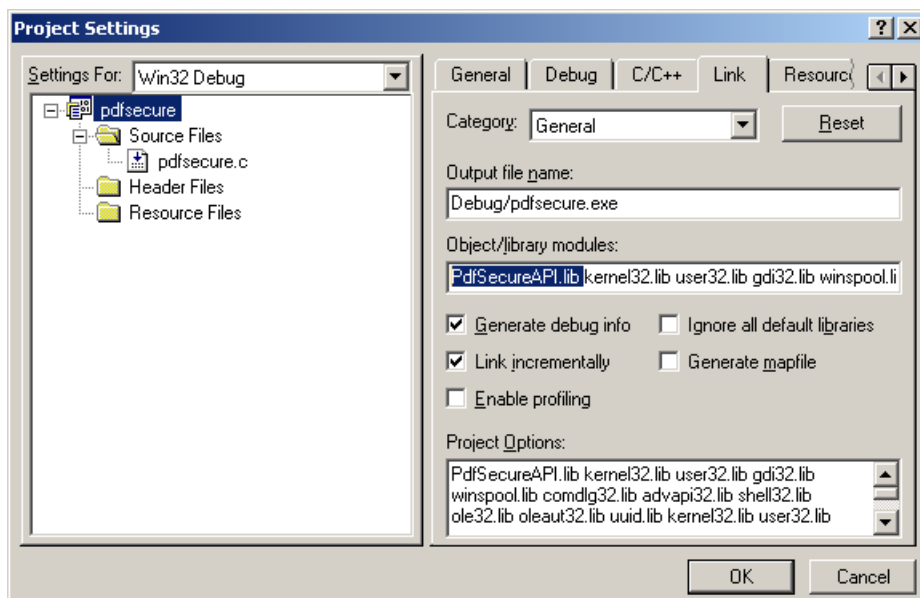 Project Settings
Settings For: Win32 Debug
pdfsecure
Source Files
pdfsecure.c
Header Files
Resource Files
General Debug C/C++ Link Resourc
Category: General Reset
Output file name:
Debug/pdfsecure.exe
Object/library modules:
PdfSecureAPI.lib kernel32.lib user32.lib gdi32.lib winspool.li
Generate debug info Ignore all default libraries
Link incrementally Generate mapfile
Enable profiling
Project Options:
PdfSecureAPI.lib kernel32.lib user32.lib gdi32.lib
winspool.lib comdlg32.lib advapi32.lib shell32.lib
ole32.lib oleaut32.lib uuid.lib kernel32.lib user32.lib
OK Cancel